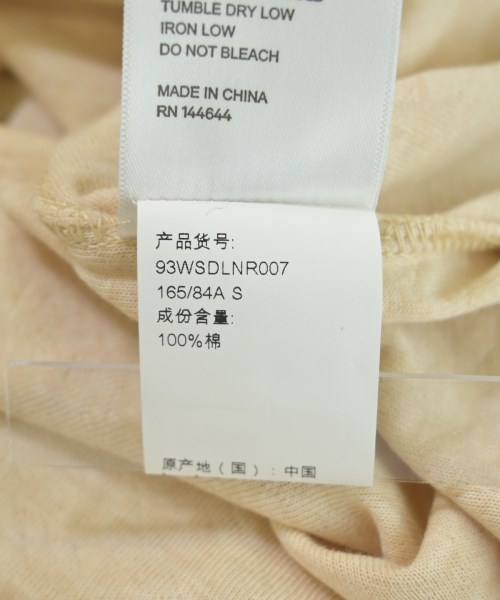 TUMBLE DRY LOW
IRON LOW
DO NOT BLEACH
MADE IN CHINA
RN 144644
产品货号:
93WSDLNR007
165/84A S
成份含量:
100%棉
原产地(国): 中国